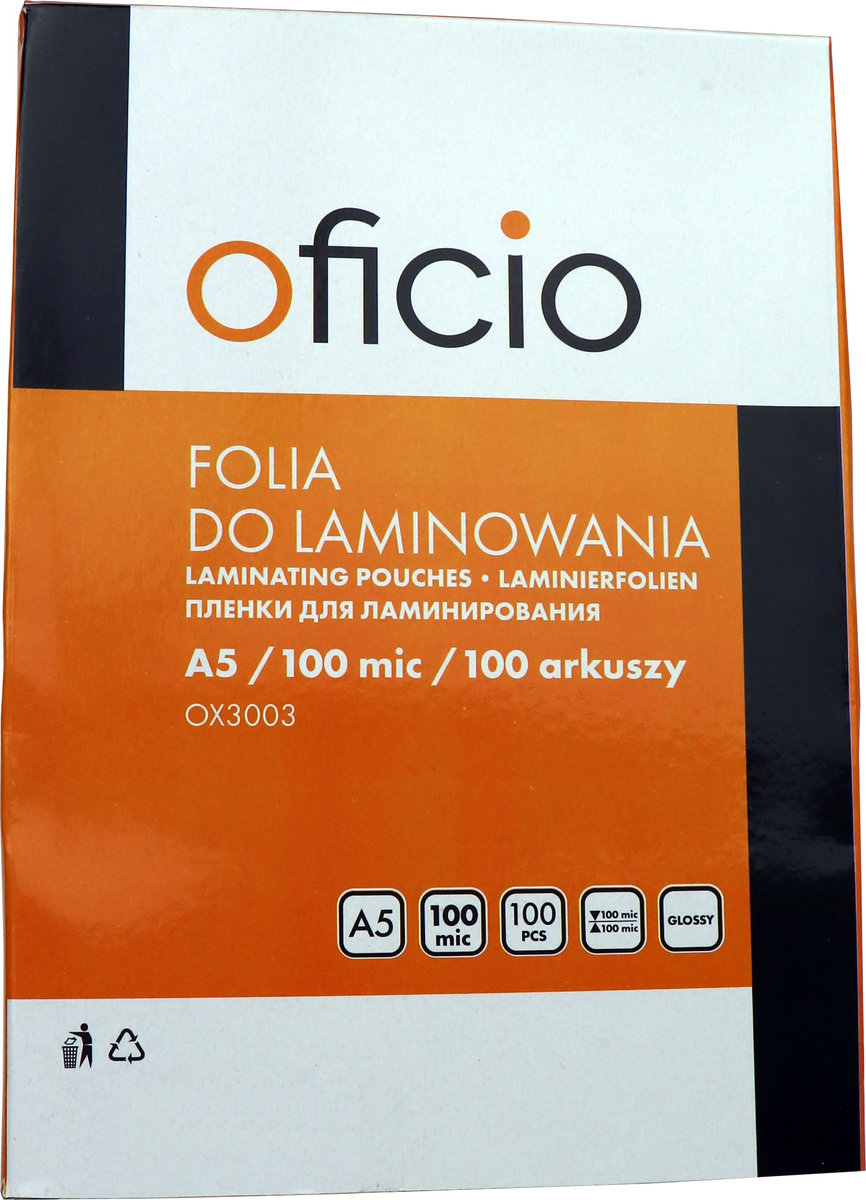 oficio
FOLIA
DO LAMINOWANIA
LAMINATING POUCHES • LAMINIERFOLIEN
ПЛЕНКИ ДЛЯ ЛАМИНИРОВАНИЯ
A5 / 100 mic / 100 arkuszy
OX3003
A5
100
mic
100
PCS
100 mic
100 mic
GLOSSY